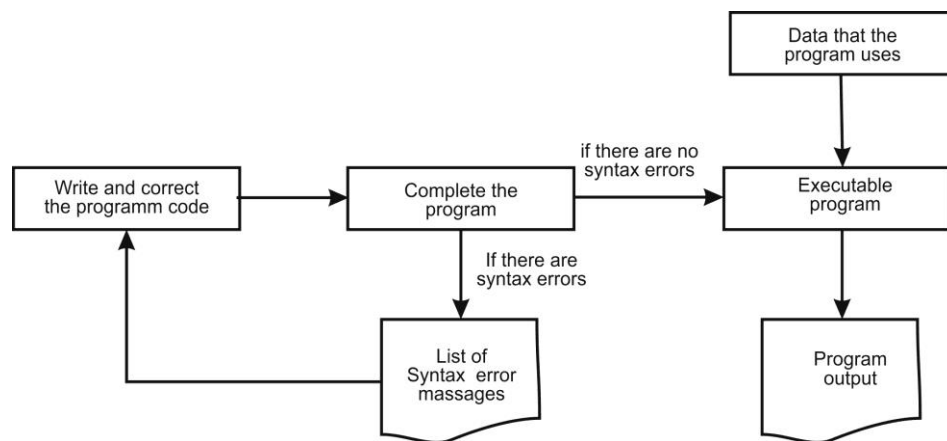 Data that the
program uses
if there are no
syntax errors
Write and correct
the programm code
Complete the
program
Executable
program
If there are
syntax errors
List of
Syntax error
massages
Program
output